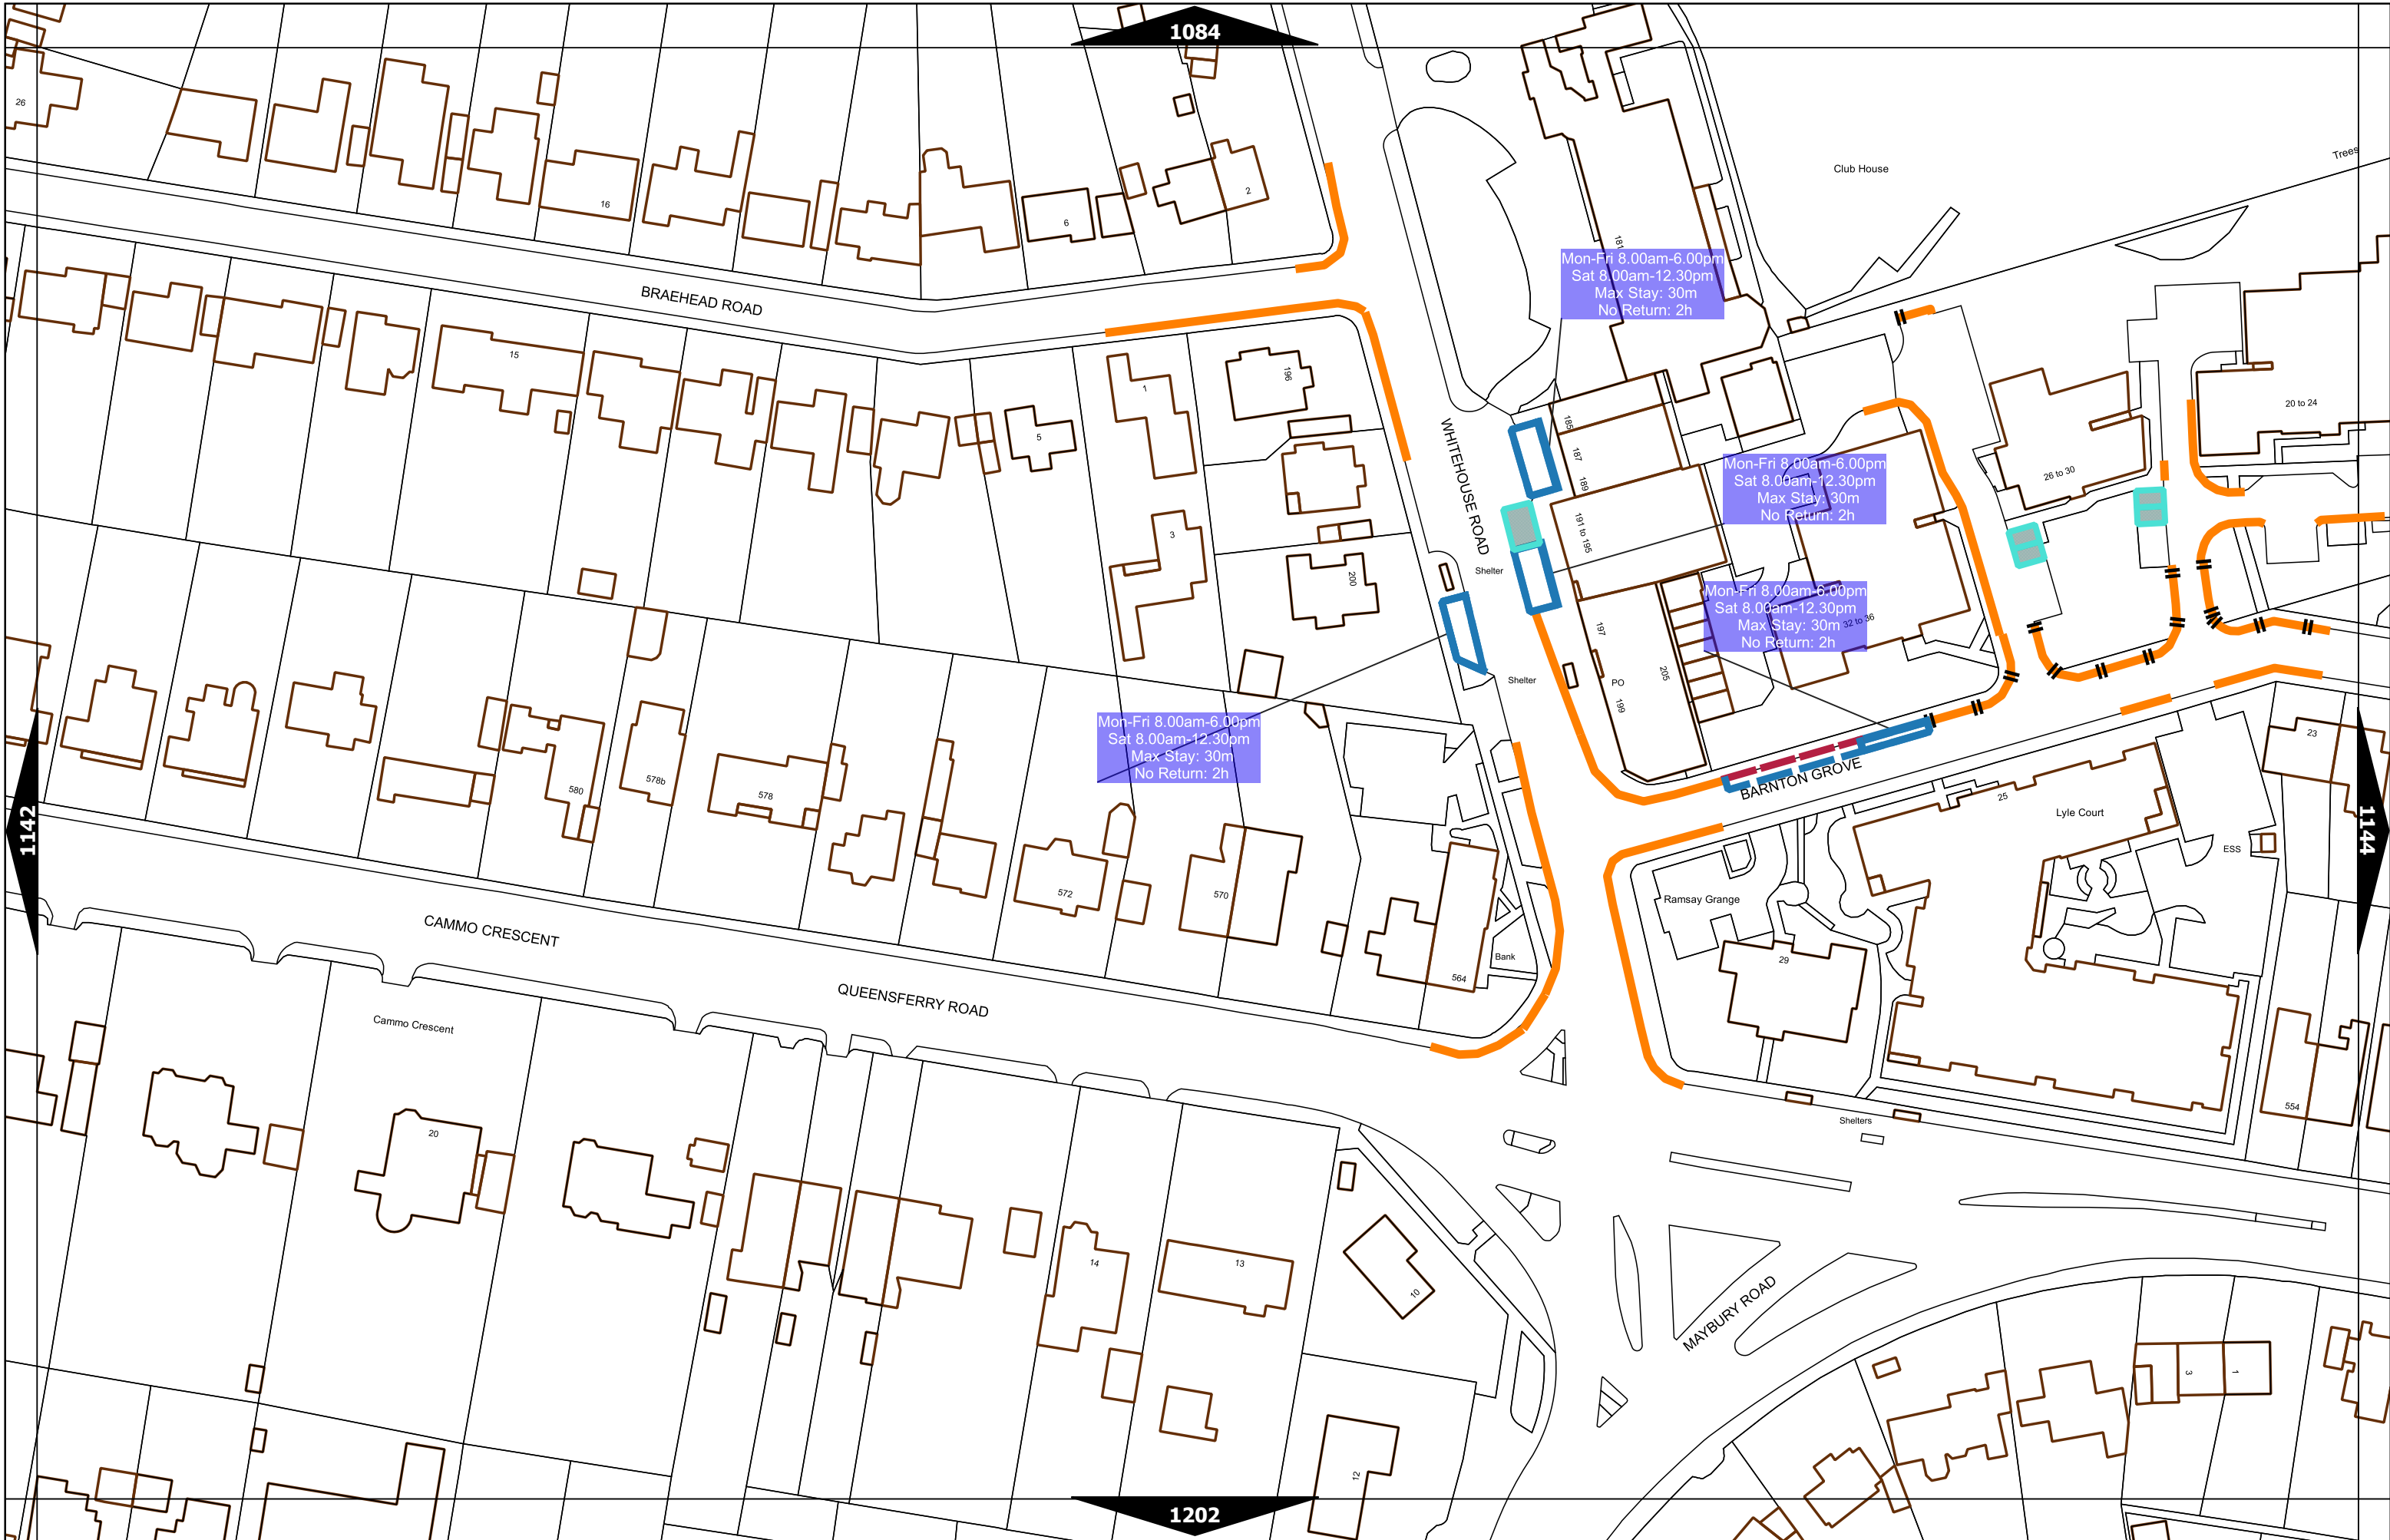 1084
26
Trees
Club House
2
16
6
181
Mon-Fri 8.00am-6.00pm
Sat 8.00am-12.30pm
Max Stay: 30m
No Return: 2h
BRAEHEAD ROAD
15
196
1
20 to 24
185
5
187
WHITEHOUSE ROAD
Mon-Fri 8.00am-6.00pm
Sat 8.00am-12.30pm
Max Stay: 30m
No Return: 2h
26 to 30
189
191 to 195
3
200
Shelter
Mon-Fri 8.00am-6.00pm
Sat 8.00am-12.30pm
Max Stay: 30m
No Return: 2h
32 to 36
197
205
Shelter
PO
199
Mon-Fri 8.00am-6.00pm
Sat 8.00am-12.30pm
Max Stay: 30m
No Return: 2h
23
BARNTON GROVE
578b
580
578
25
Lyle Court
1142
1144
ESS
572
570
Ramsay Grange
CAMMO CRESCENT
Bank
29
564
QUEENSFERRY ROAD
Cammo Crescent
554
Shelters
20
14
13
10
MAYBURY ROAD
3
1
12
1202